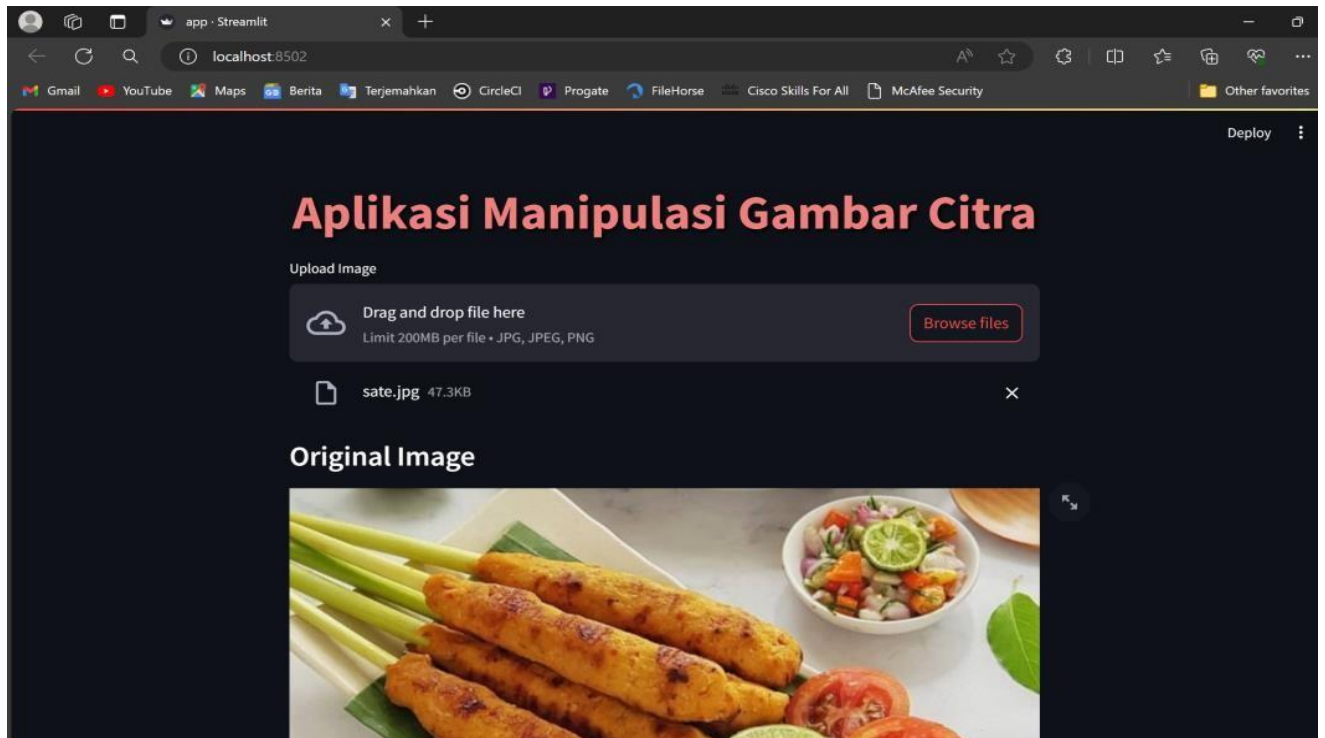 app · Streamlit
localhost:8502
Gmail YouTube Maps Berita Terjemahkan CircleCI Progate FileHorse Cisco Skills For All McAfee Security Other favorites
Deploy
Aplikasi Manipulasi Gambar Citra
Upload Image
Drag and drop file here
Limit 200MB per file • JPG, JPEG, PNG
Browse files
sate.jpg 47.3KB
Original Image